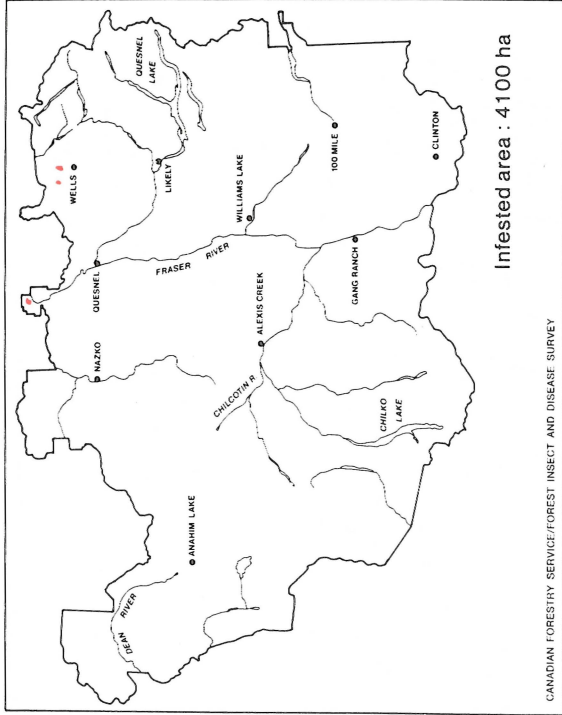 QUESNEL
LAKE
WELLS
LIKELY
QUESNEL
NAZKO
FRASER RIVER
WILLIAMS LAKE
100 MILE
CLINTON
ALEXIS CREEK
GANG RANCH
CHILCOTIN R
CHILKO
LAKE
ANAHIM LAKE
DEAN RIVER
Infested area : 4100 ha
CANADIAN FORESTRY SERVICE/FOREST INSECT AND DISEASE SURVEY